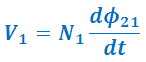 V₁ = N₁ dϕ₂₁/dt